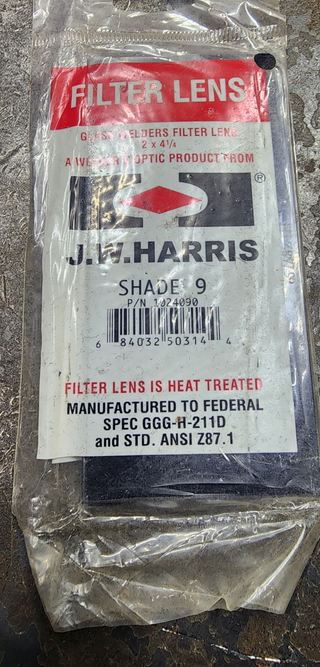 FILTER LENS
GLASS WELDERS FILTER LENS
2 x 4¼
A WELDER'S OPTIC PRODUCT FROM
®
J.W.HARRIS
SHADE 9
P/N 1024090
6 84032 50314 4
FILTER LENS IS HEAT TREATED
MANUFACTURED TO FEDERAL
SPEC GGG-H-211D
and STD. ANSI Z87.1